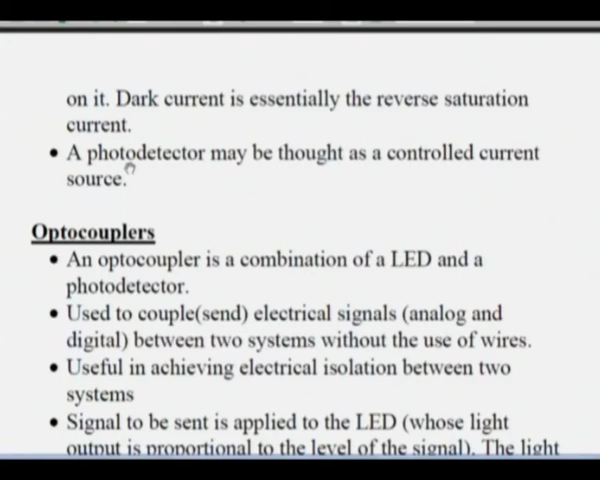 on it. Dark current is essentially the reverse saturation
current.
• A photodetector may be thought as a controlled current
source.
Optocouplers
• An optocoupler is a combination of a LED and a
photodetector.
• Used to couple(send) electrical signals (analog and
digital) between two systems without the use of wires.
• Useful in achieving electrical isolation between two
systems
• Signal to be sent is applied to the LED (whose light
output is proportional to the level of the signal). The light